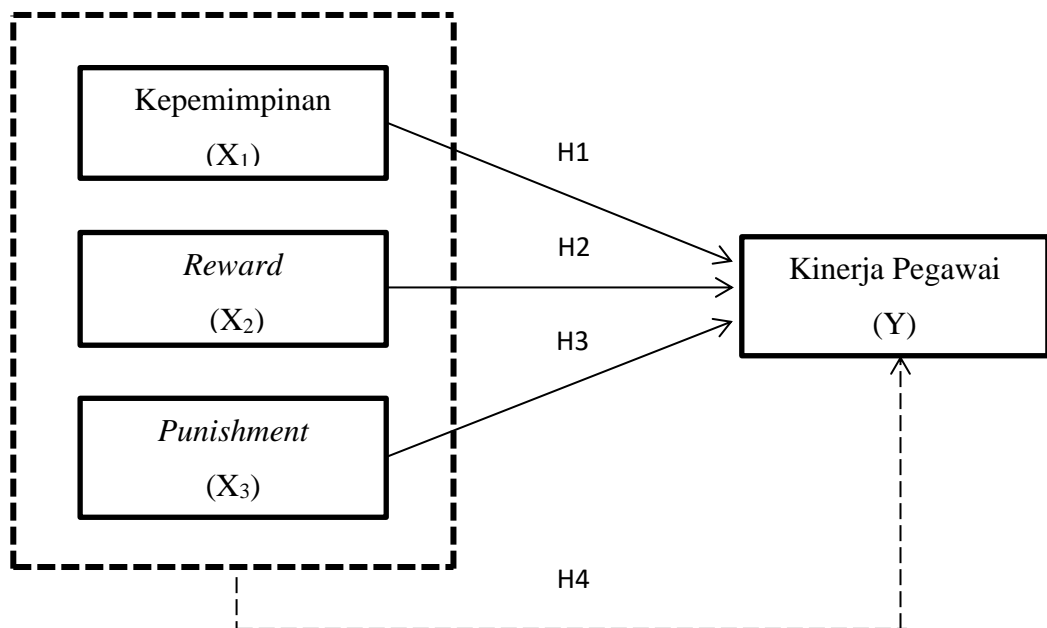 Kepemimpinan
(X₁)
H1
Reward
(X₂)
H2
Kinerja Pegawai
(Y)
H3
Punishment
(X₃)
H4